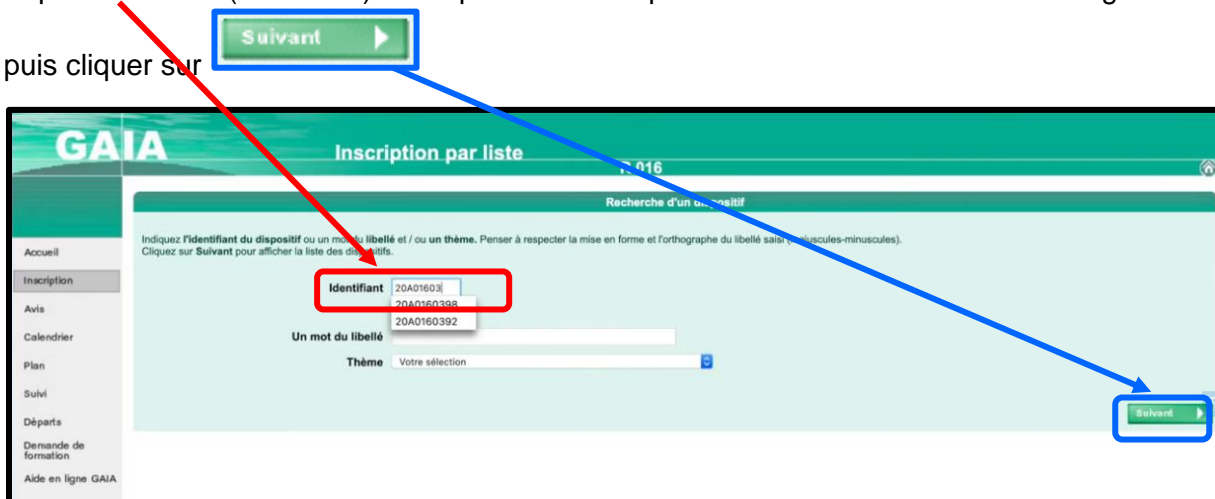 Suivant
puis cliquer sur
GAIA
Inscription par liste
016
Recherche d'un dispositif
Indiquez l'identifiant du dispositif ou un mot du libellé et / ou un thème. Penser à respecter la mise en forme et l'orthographe du libellé saisi (majuscules-minuscules).
Cliquez sur Suivant pour afficher la liste des dispositifs.
Accueil
Inscription
Avis
Calendrier
Plan
Suivi
Départs
Demande de
formation
Aide en ligne GAIA
Identifiant 20A01603
20A0160398
20A0160392
Un mot du libellé
Thème Votre sélection
Suivant